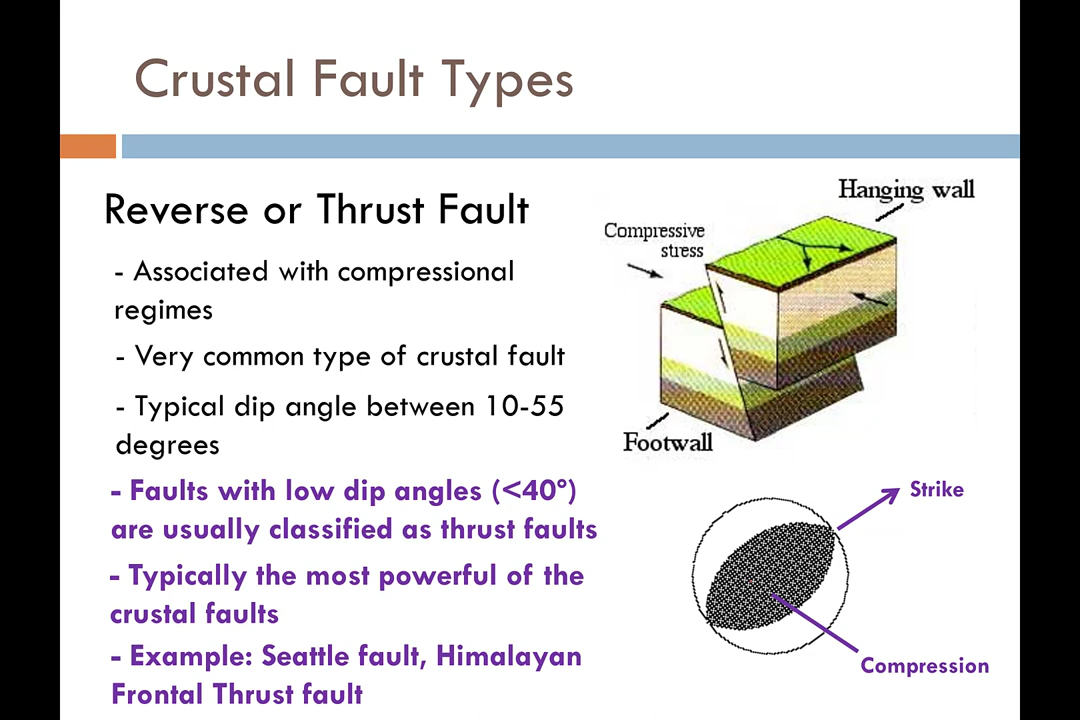 Crustal Fault Types
Reverse or Thrust Fault
- Associated with compressional
regimes
- Very common type of crustal fault
- Typical dip angle between 10-55
degrees
- Faults with low dip angles (<40°)
are usually classified as thrust faults
- Typically the most powerful of the
crustal faults
- Example: Seattle fault, Himalayan
Frontal Thrust fault
Hanging wall
Compressive
stress
Footwall
Strike
Compression